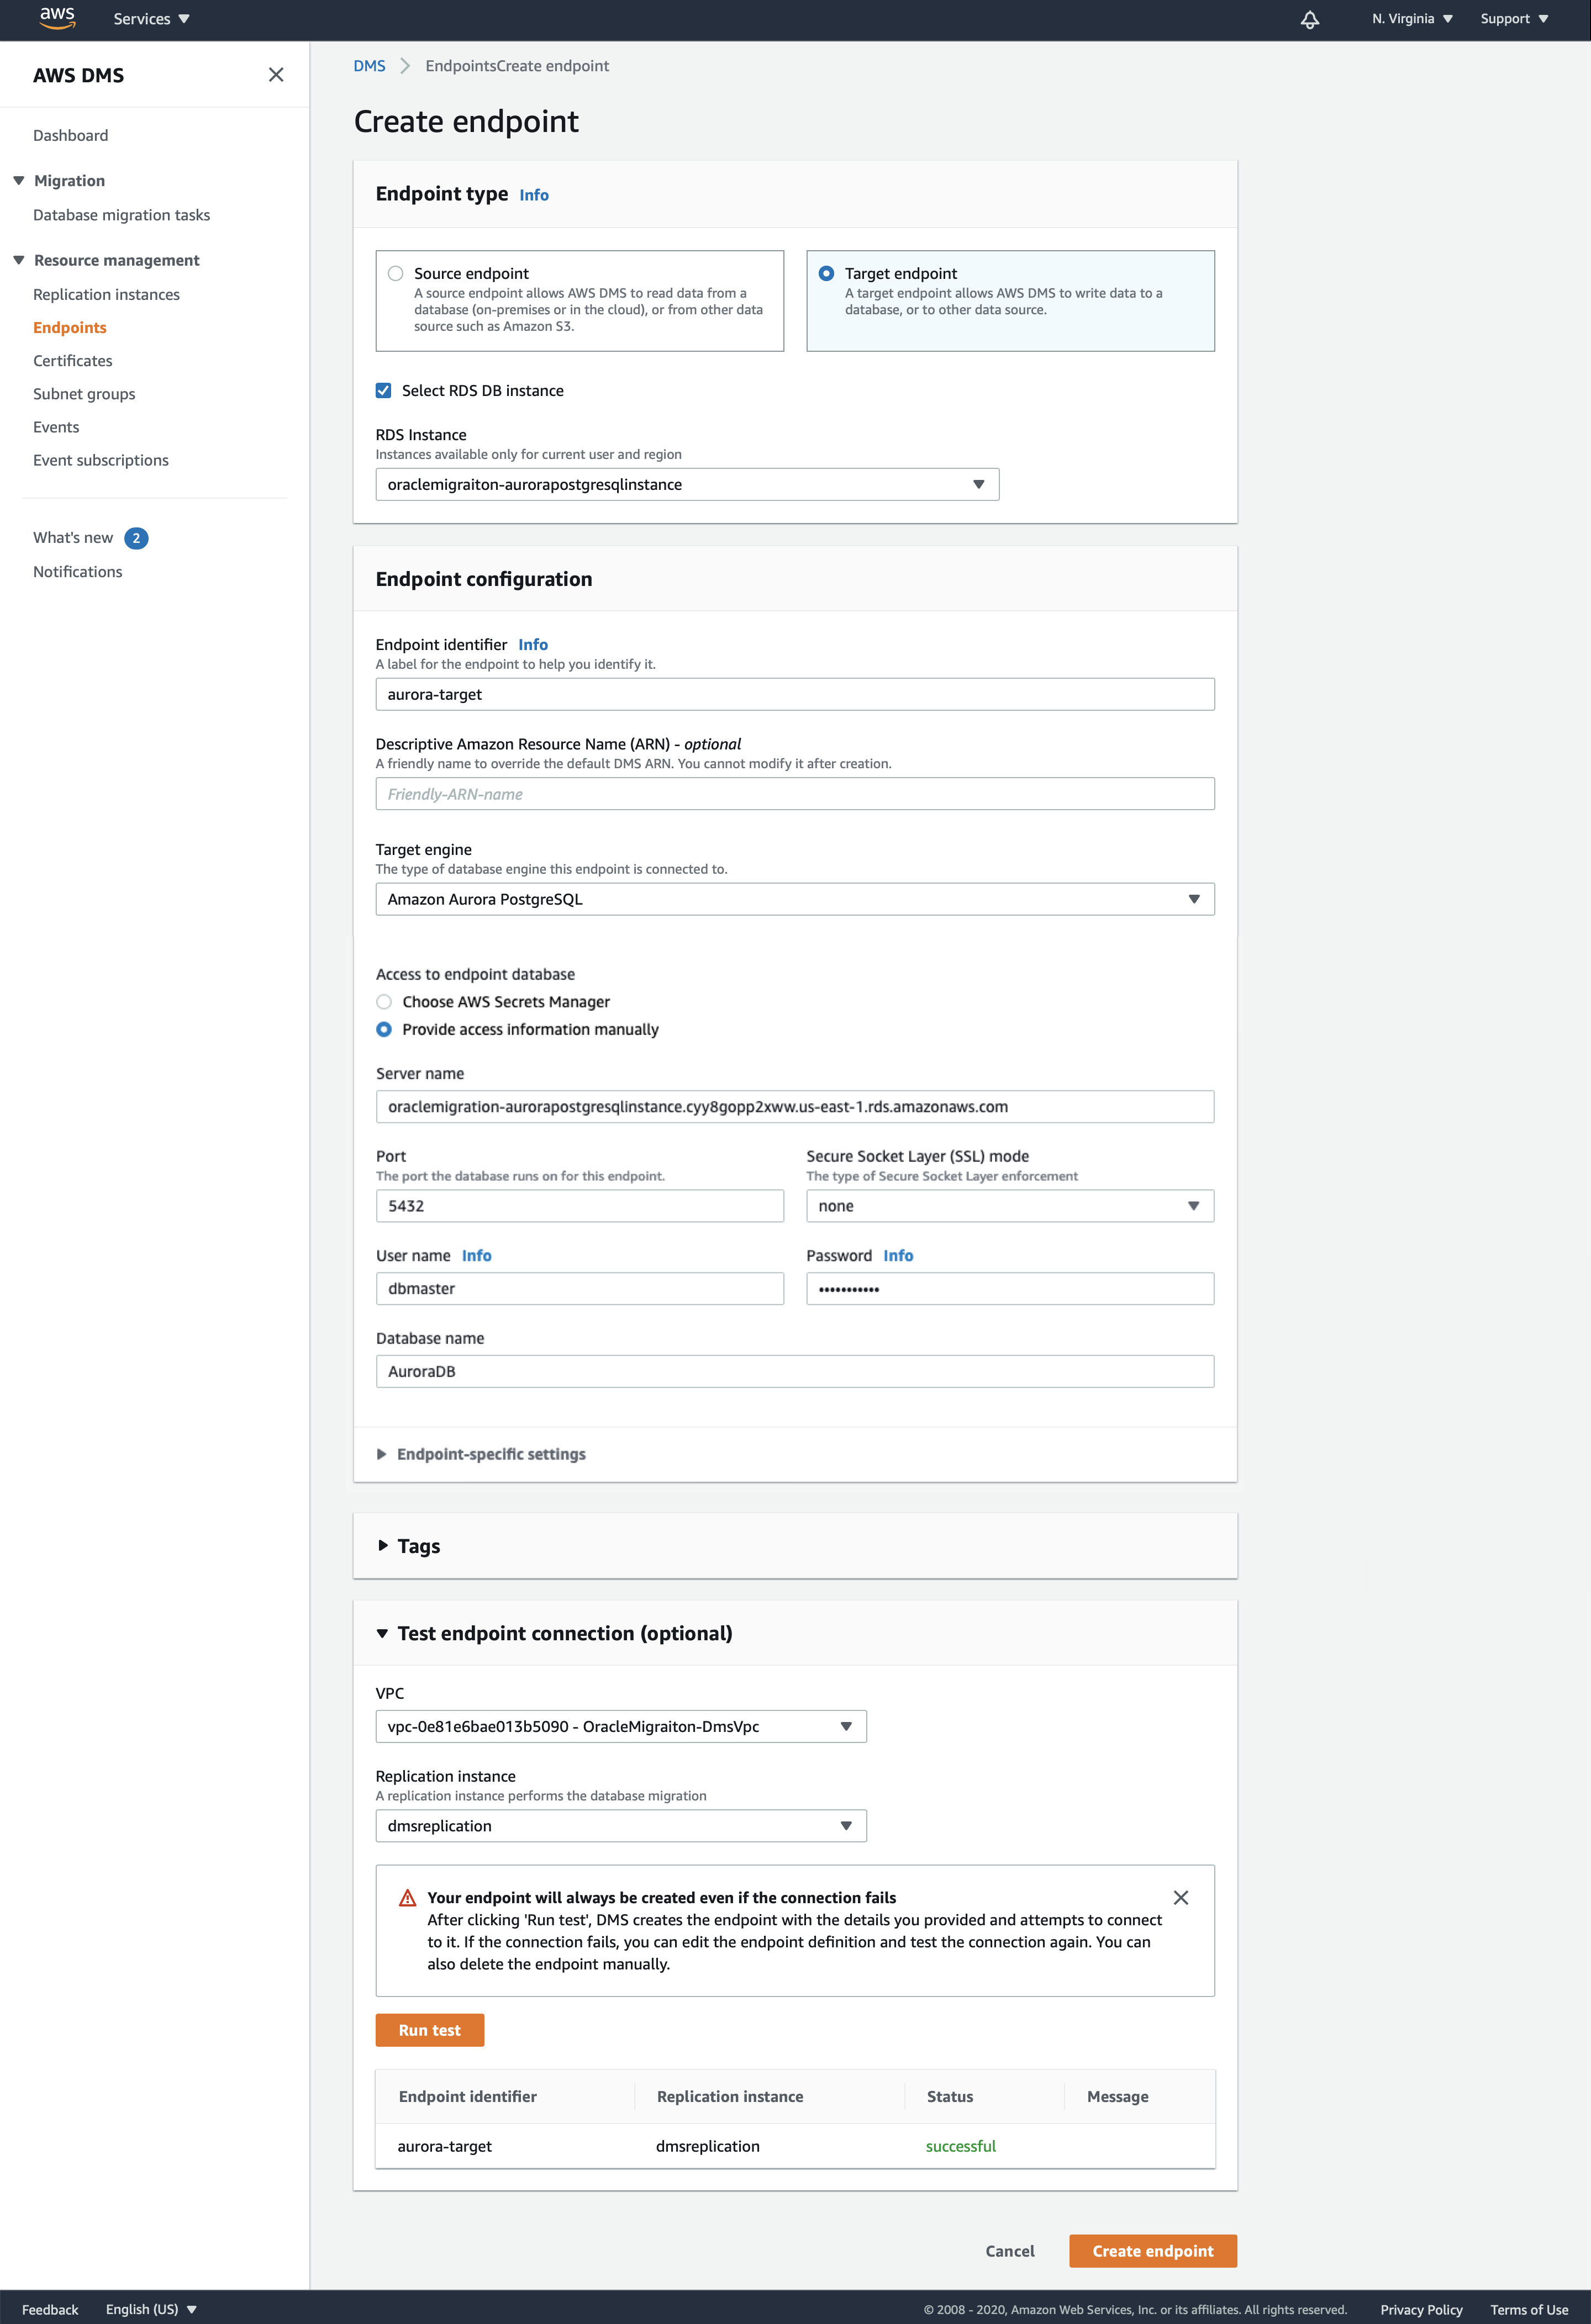 aws
Services
N. Virginia
Support
AWS DMS
Dashboard
Migration
Database migration tasks
Resource management
Replication instances
Endpoints
Certificates
Subnet groups
Events
Event subscriptions
What's new 2
Notifications
DMS EndpointsCreate endpoint
Create endpoint
Endpoint type Info
Source endpoint
A source endpoint allows AWS DMS to read data from a
database (on-premises or in the cloud), or from other data
source such as Amazon S3.
Target endpoint
A target endpoint allows AWS DMS to write data to a
database, or to other data source.
Select RDS DB instance
RDS Instance
Instances available only for current user and region
oraclemigraiton-aurorapostgresqlinstance
Endpoint configuration
Endpoint identifier Info
A label for the endpoint to help you identify it.
aurora-target
Descriptive Amazon Resource Name (ARN) - optional
A friendly name to override the default DMS ARN. You cannot modify it after creation.
Friendly-ARN-name
Target engine
The type of database engine this endpoint is connected to.
Amazon Aurora PostgreSQL
Access to endpoint database
Choose AWS Secrets Manager
Provide access information manually
Server name
oraclemigration-aurorapostgresqlinstance.cyy8gopp2xww.us-east-1.rds.amazonaws.com
Port
The port the database runs on for this endpoint.
5432
Secure Socket Layer (SSL) mode
The type of Secure Socket Layer enforcement
none
User name Info
dbmaster
Password Info
•••••••••••
Database name
AuroraDB
Endpoint-specific settings
Tags
Test endpoint connection (optional)
VPC
vpc-0e81e6bae013b5090 - OracleMigraiton-DmsVpc
Replication instance
A replication instance performs the database migration
dmsreplication
Your endpoint will always be created even if the connection fails
After clicking 'Run test', DMS creates the endpoint with the details you provided and attempts to connect
to it. If the connection fails, you can edit the endpoint definition and test the connection again. You can
also delete the endpoint manually.
Run test
Endpoint identifier Replication instance Status Message
aurora-target dmsreplication successful
Cancel
Create endpoint
Feedback
English (US)
© 2008 - 2020, Amazon Web Services, Inc. or its affiliates. All rights reserved.
Privacy Policy
Terms of Use